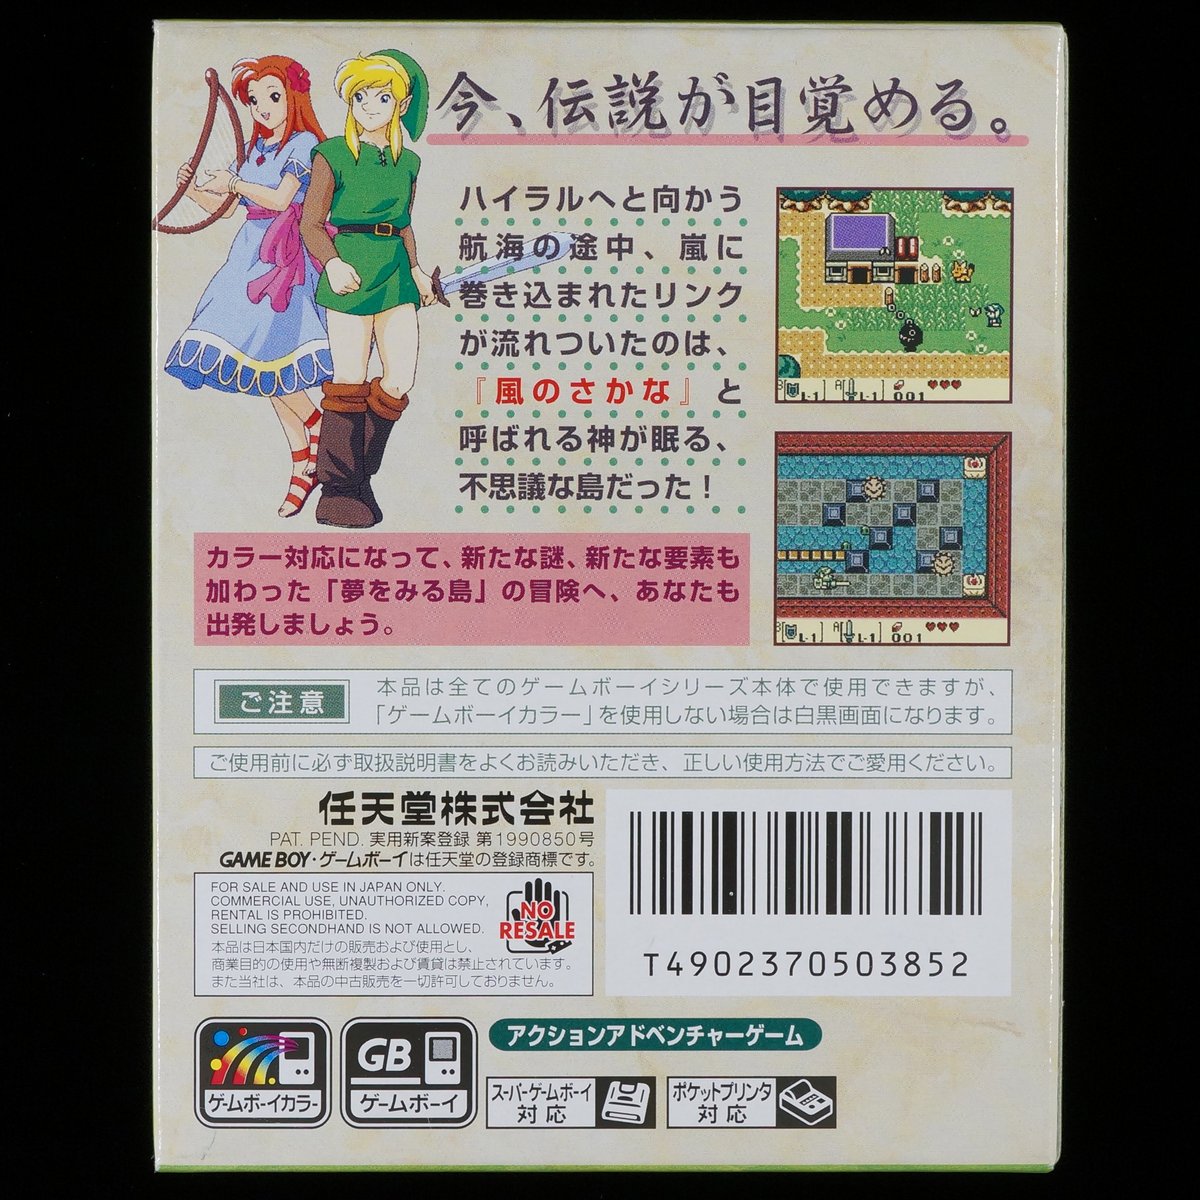 今、伝説が目覚める。
ハイラルへと向かう
航海の途中、嵐に
巻き込まれたリンク
が流れついたのは、
『風のさかな』と
呼ばれる神が眠る、
不思議な島だった！
B[ L-1] A[ L-1] 001
B[ L-1] A[ L-1] 001
カラー対応になって、新たな謎、新たな要素も
加わった「夢をみる島」の冒険へ、あなたも
出発しましょう。
ご注意
本品は全てのゲームボーイシリーズ本体で使用できますが、
「ゲームボーイカラー」を使用しない場合は白黒画面になります。
ご使用前に必ず取扱説明書をよくお読みいただき、正しい使用方法でご愛用ください。
任天堂株式会社
PAT. PEND. 実用新案登録 第1990850号
GAME BOY・ゲームボーイは任天堂の登録商標です。
FOR SALE AND USE IN JAPAN ONLY.
COMMERCIAL USE, UNAUTHORIZED COPY,
RENTAL IS PROHIBITED.
SELLING SECONDHAND IS NOT ALLOWED.
本品は日本国内だけの販売および使用とし、
商業目的の使用や無断複製および賃貸は禁止されています。
また当社は、本品の中古販売を一切許可しておりません。
NO
RESALE
T4902370503852
ゲームボーイカラー
GB
ゲームボーイ
アクションアドベンチャーゲーム
スーパーゲームボーイ
対応
ポケットプリンタ
対応